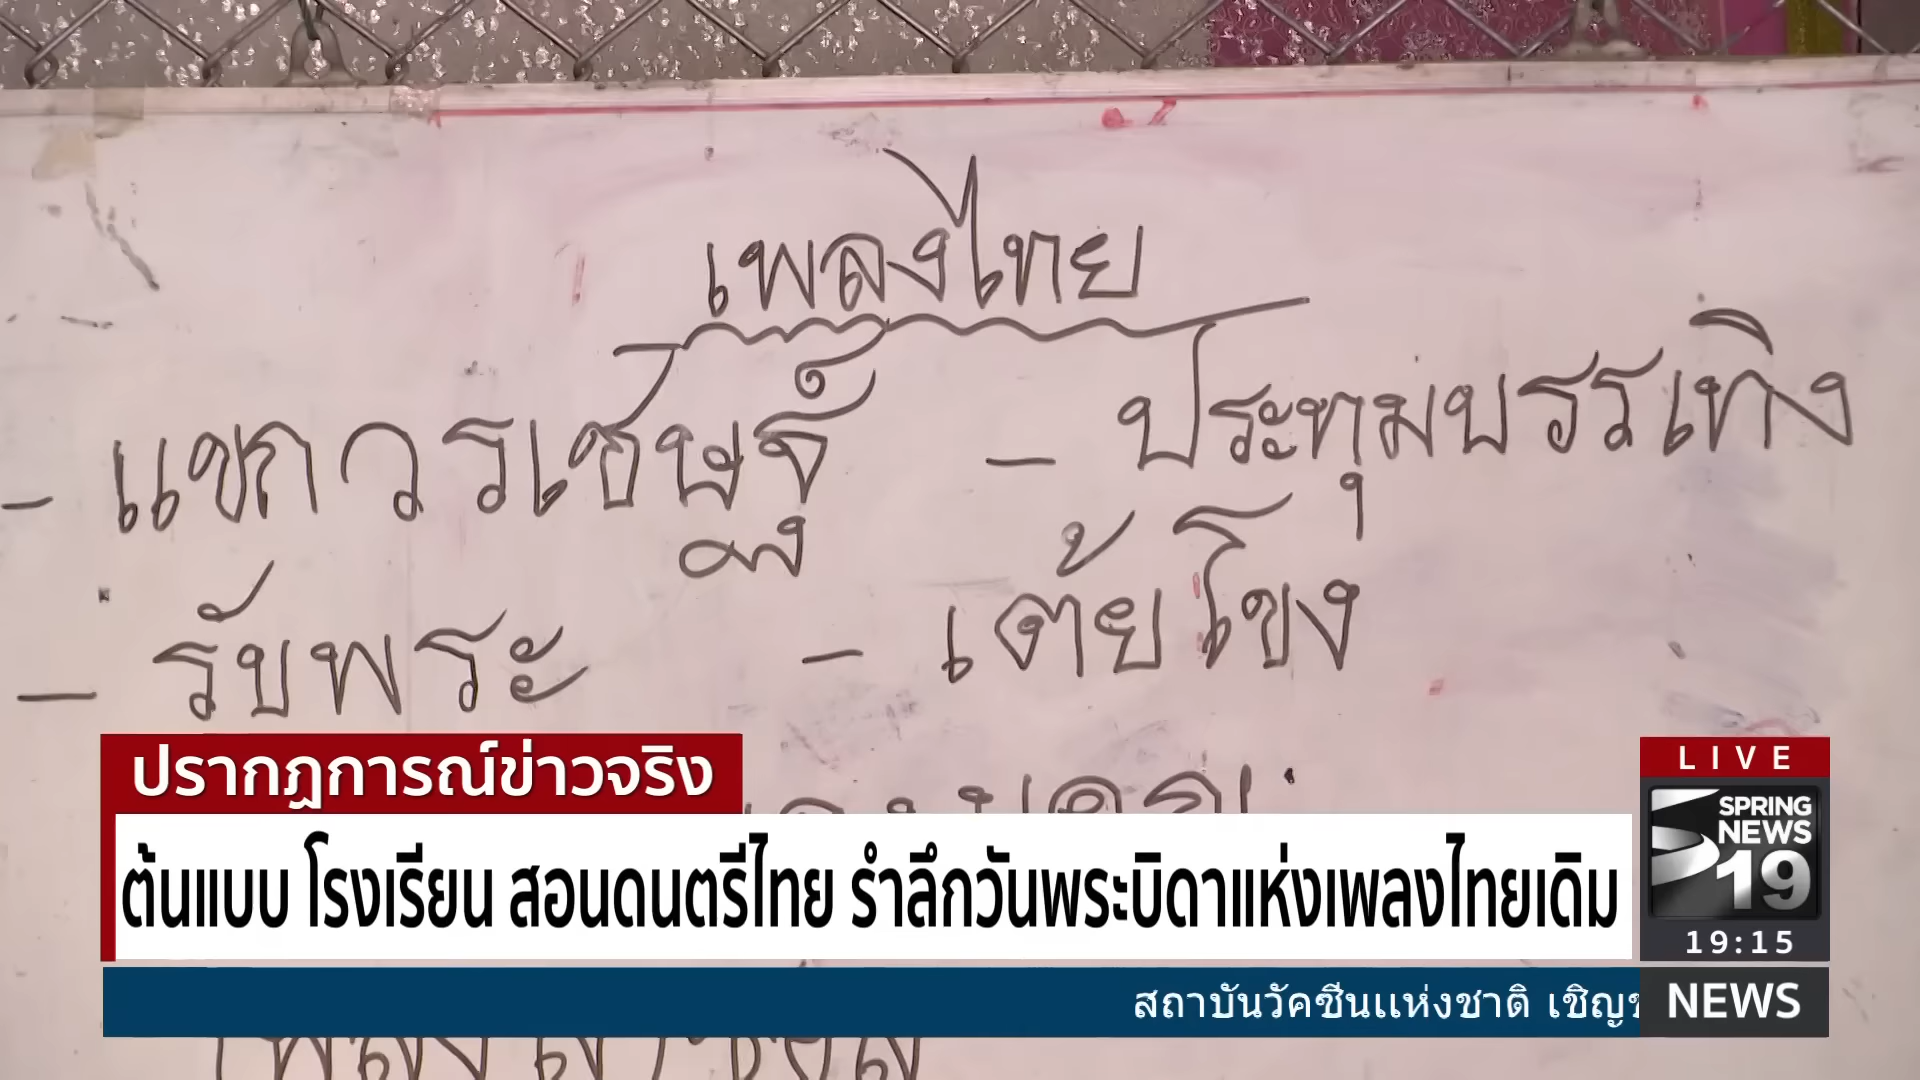 เพลงไทย
- แขกวรเชษฐ์ - ประทุมบรรเทิง
- รับพระ - เต้ยโขง
ปรากฏการณ์ข่าวจริง
ต้นแบบ โรงเรียน สอนดนตรีไทย รำลึกวันพระบิดาแห่งเพลงไทยเดิม
LIVE
SPRING
NEWS
19
19:15
สถาบันวัคซีนแห่งชาติ เชิญ
NEWS